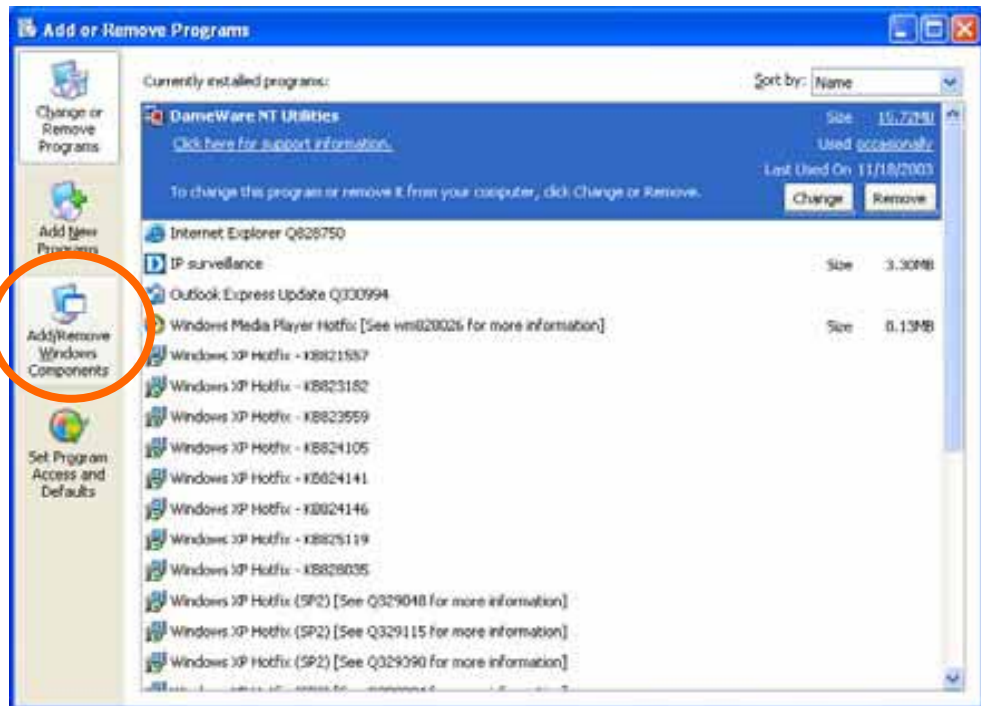 Add or Remove Programs
Change or
Remove
Programs
Add New
Programs
Add/Remove
Windows
Components
Set Program
Access and
Defaults
Currently installed programs:
Sort by: Name
DameWare NT Utilities
Size 15.72MB
Click here for support information.
Used occasionally
Last Used On 11/18/2003
To change this program or remove it from your computer, click Change or Remove.
Change Remove
Internet Explorer Q828750
IP surveillance
Size 3.30MB
Outlook Express Update Q330994
Windows Media Player Hotfix [See wm828026 for more information]
Size 8.13MB
Windows XP Hotfix - KB821557
Windows XP Hotfix - KB823182
Windows XP Hotfix - KB823559
Windows XP Hotfix - KB824105
Windows XP Hotfix - KB824141
Windows XP Hotfix - KB824146
Windows XP Hotfix - KB825119
Windows XP Hotfix - KB828035
Windows XP Hotfix (SP2) [See Q329048 for more information]
Windows XP Hotfix (SP2) [See Q329115 for more information]
Windows XP Hotfix (SP2) [See Q329390 for more information]